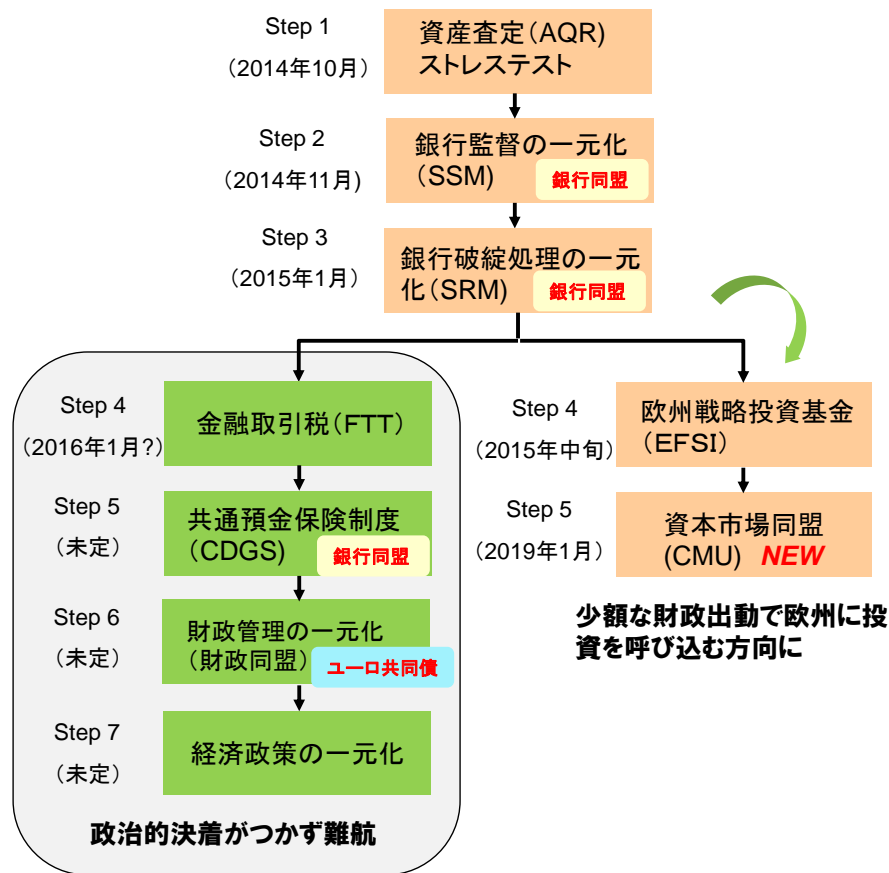 Step 1
(2014年10月)
資産査定(AQR)
ストレステスト
Step 2
(2014年11月)
銀行監督の一元化
(SSM)
銀行同盟
Step 3
(2015年1月)
銀行破綻処理の一元
化(SRM)
銀行同盟
Step 4
(2016年1月?)
金融取引税(FTT)
Step 5
(未定)
共通預金保険制度
(CDGS)
銀行同盟
Step 6
(未定)
財政管理の一元化
(財政同盟)
ユーロ共同債
Step 7
(未定)
経済政策の一元化
政治的決着がつかず難航
Step 4
(2015年中旬)
欧州戦略投資基金
(EFSI)
Step 5
(2019年1月)
資本市場同盟
(CMU) NEW
少額な財政出動で欧州に投
資を呼び込む方向に